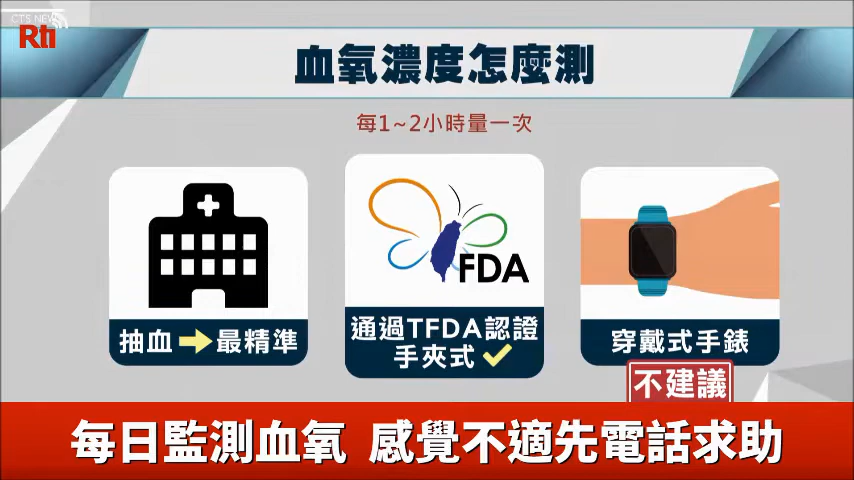 CTS NEWS
Rti
血氧濃度怎麼測
每1~2小時量一次
FDA
抽血➡最精準
通過TFDA認證
手夾式✓
穿戴式手錶
不建議
每日監測血氧 感覺不適先電話求助